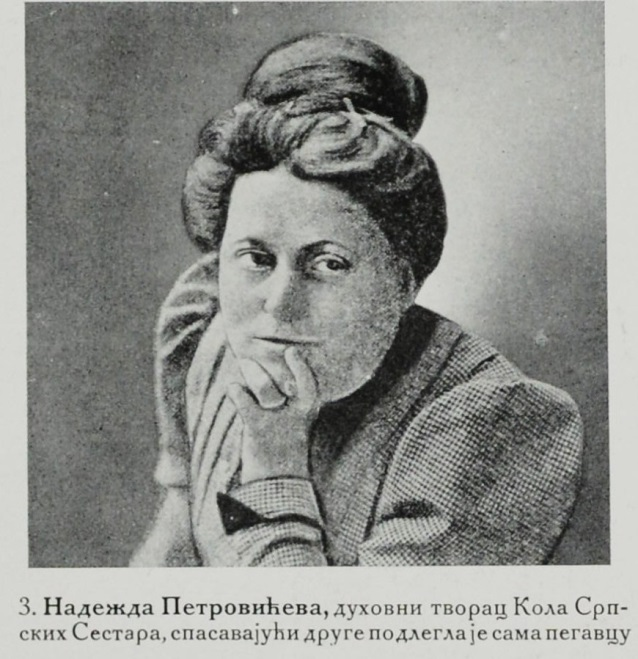 3. Надежда Петровићева, духовни творац Кола Срп-
ских Сестара, спасавајући друге подлегла је сама пегавцу